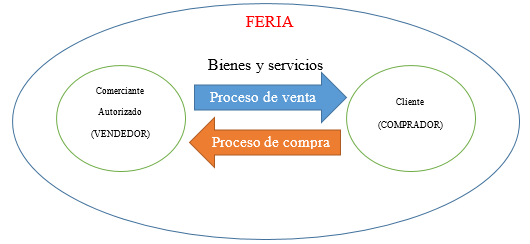 FERIA
Bienes y servicios
Comerciante
Autorizado
(VENDEDOR)
Proceso de venta
Proceso de compra
Cliente
(COMPRADOR)